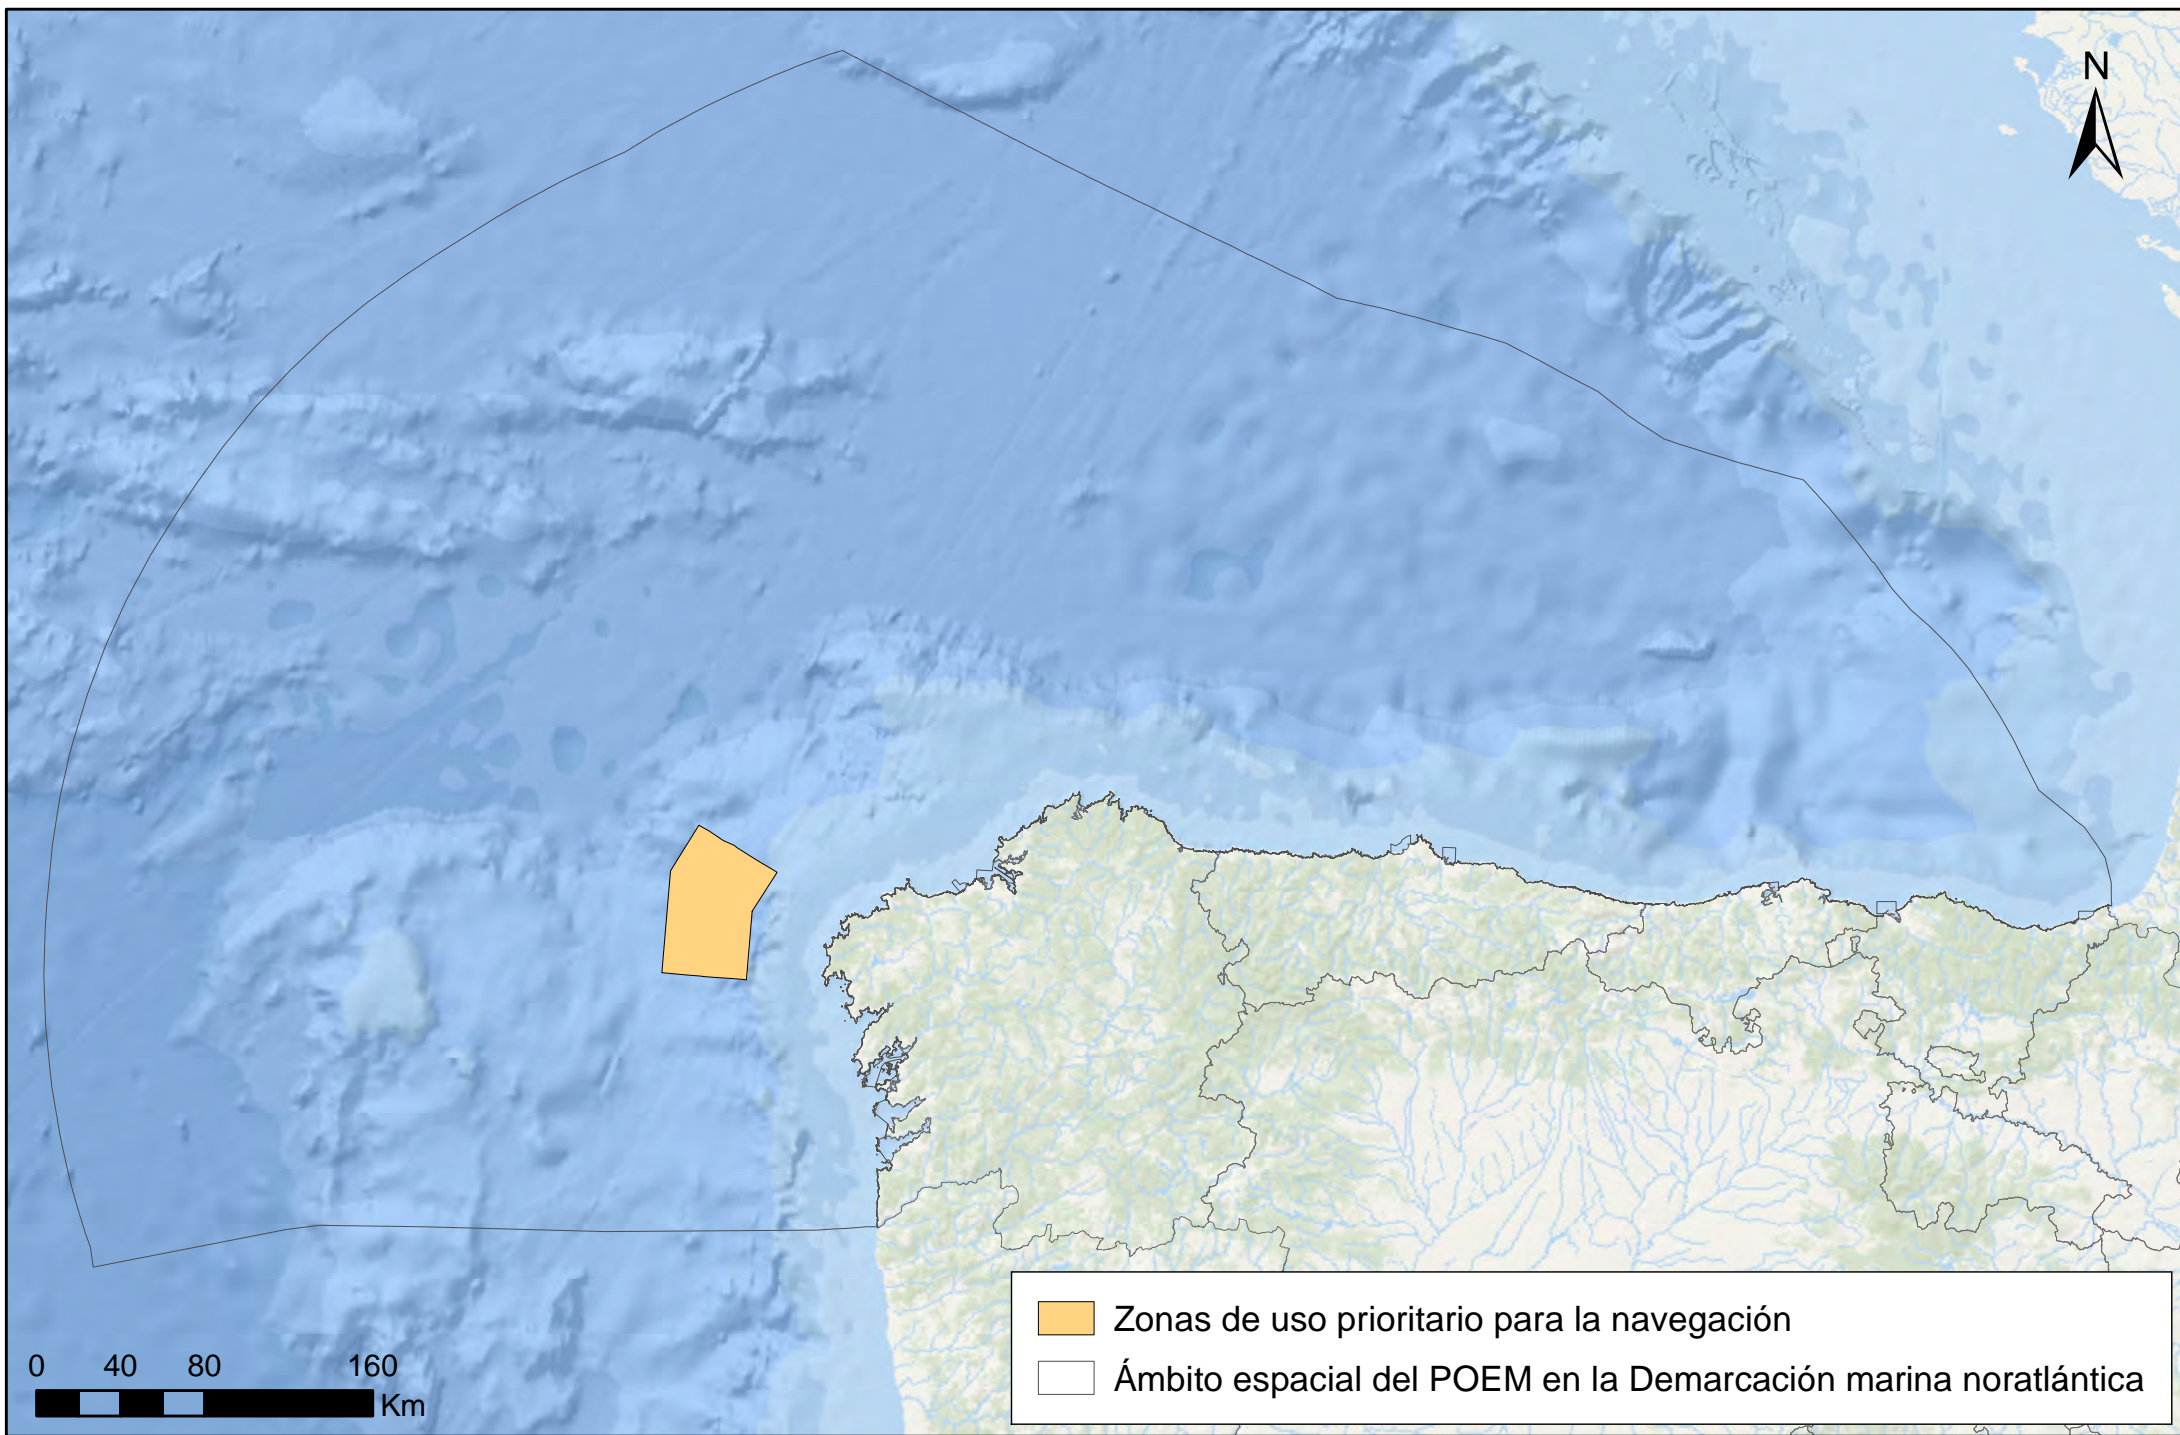 N
Zonas de uso prioritario para la navegación
Ámbito espacial del POEM en la Demarcación marina noratlántica
0 40 80 160
Km